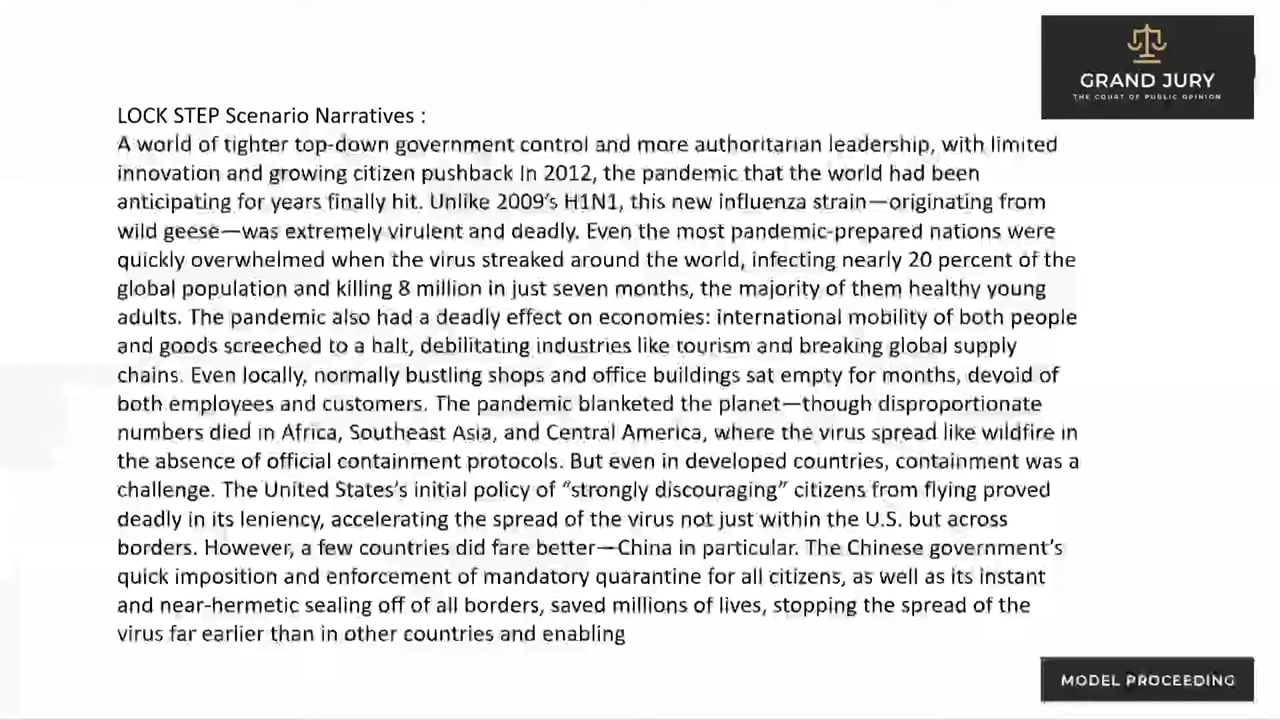 GRAND JURY
THE COURT OF PUBLIC OPINION
LOCK STEP Scenario Narratives :
A world of tighter top-down government control and more authoritarian leadership, with limited
innovation and growing citizen pushback In 2012, the pandemic that the world had been
anticipating for years finally hit. Unlike 2009’s H1N1, this new influenza strain—originating from
wild geese—was extremely virulent and deadly. Even the most pandemic-prepared nations were
quickly overwhelmed when the virus streaked around the world, infecting nearly 20 percent of the
global population and killing 8 million in just seven months, the majority of them healthy young
adults. The pandemic also had a deadly effect on economies: international mobility of both people
and goods screeched to a halt, debilitating industries like tourism and breaking global supply
chains. Even locally, normally bustling shops and office buildings sat empty for months, devoid of
both employees and customers. The pandemic blanketed the planet—though disproportionate
numbers died in Africa, Southeast Asia, and Central America, where the virus spread like wildfire in
the absence of official containment protocols. But even in developed countries, containment was a
challenge. The United States’s initial policy of “strongly discouraging” citizens from flying proved
deadly in its leniency, accelerating the spread of the virus not just within the U.S. but across
borders. However, a few countries did fare better—China in particular. The Chinese government’s
quick imposition and enforcement of mandatory quarantine for all citizens, as well as its instant
and near-hermetic sealing off of all borders, saved millions of lives, stopping the spread of the
virus far earlier than in other countries and enabling
MODEL PROCEEDING